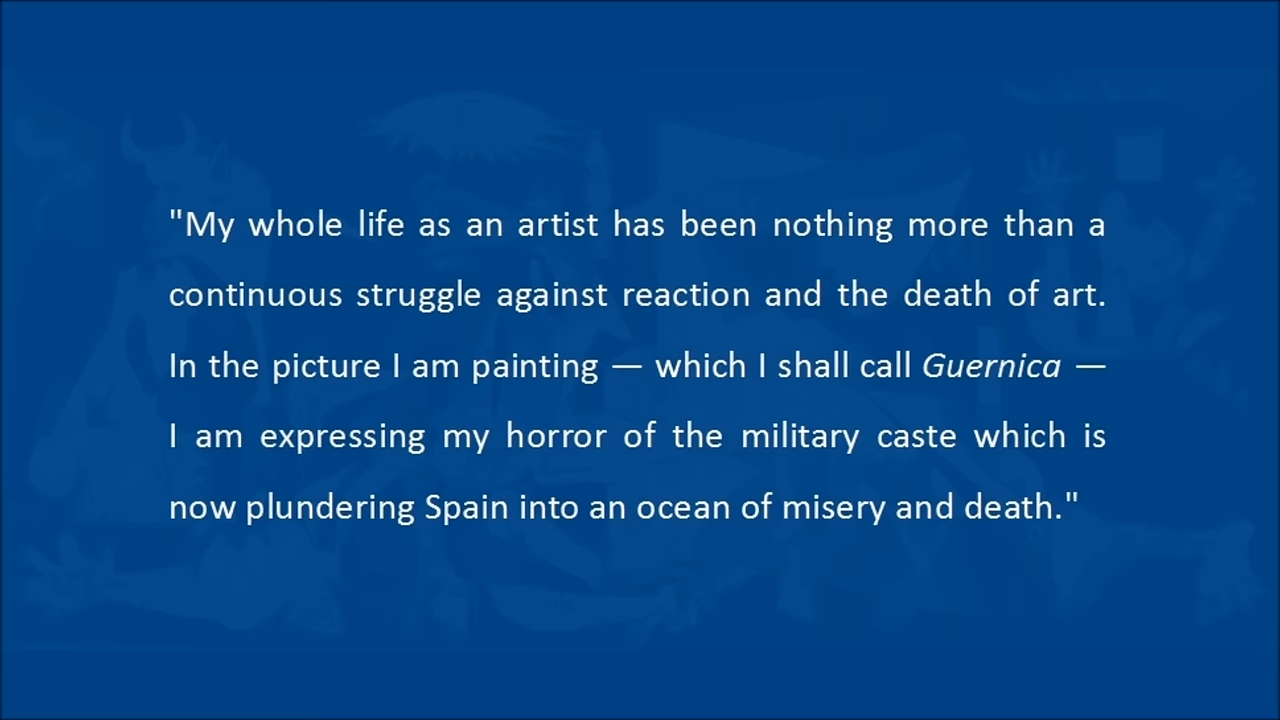 "My whole life as an artist has been nothing more than a
continuous struggle against reaction and the death of art.
In the picture I am painting — which I shall call Guernica —
I am expressing my horror of the military caste which is
now plundering Spain into an ocean of misery and death."